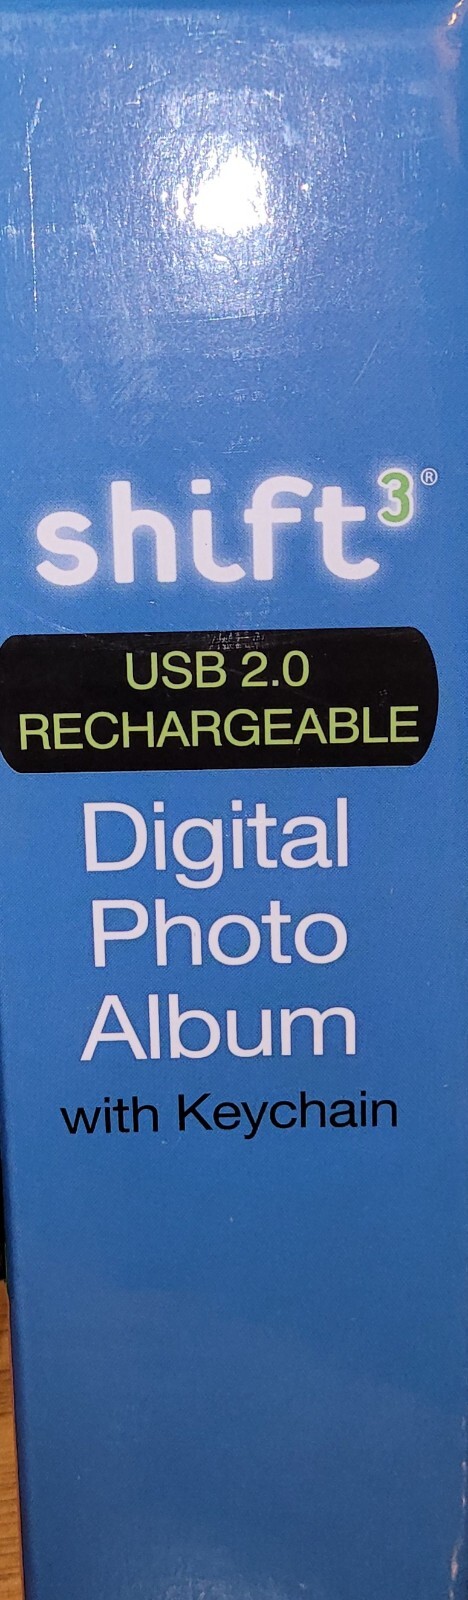 shift³®
USB 2.0
RECHARGEABLE
Digital
Photo
Album
with Keychain